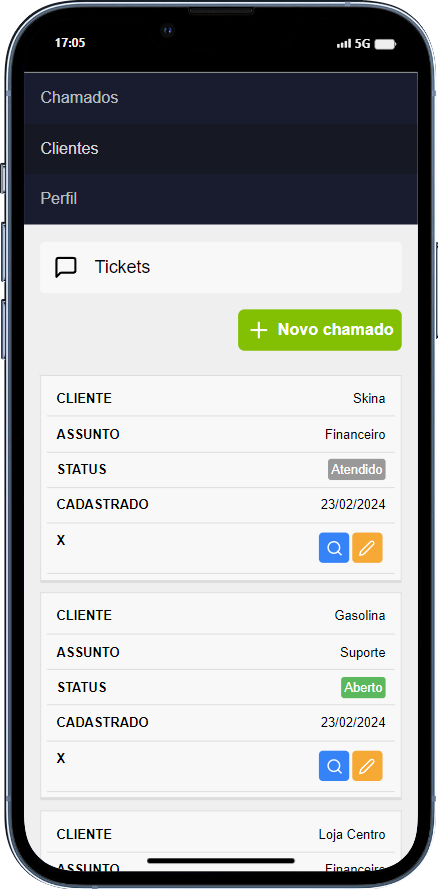 17:05 5G
Chamados
Clientes
Perfil
Tickets
Novo chamado
CLIENTE Skina
ASSUNTO Financeiro
STATUS Atendido
CADASTRADO 23/02/2024
X
CLIENTE Gasolina
ASSUNTO Suporte
STATUS Aberto
CADASTRADO 23/02/2024
X
CLIENTE Loja Centro
ASSUNTO Financeiro